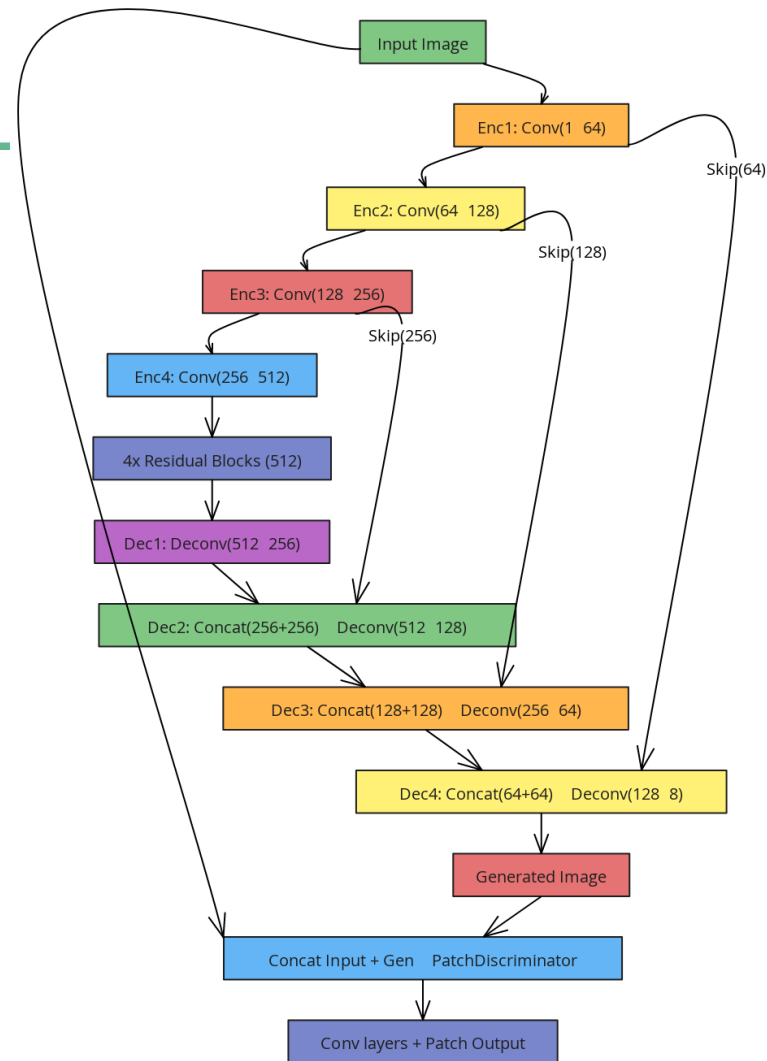 Input Image
Enc1: Conv(1 64)
Skip(64)
Enc2: Conv(64 128)
Skip(128)
Enc3: Conv(128 256)
Skip(256)
Enc4: Conv(256 512)
4x Residual Blocks (512)
Dec1: Deconv(512 256)
Dec2: Concat(256+256) Deconv(512 128)
Dec3: Concat(128+128) Deconv(256 64)
Dec4: Concat(64+64) Deconv(128 8)
Generated Image
Concat Input + Gen PatchDiscriminator
Conv layers + Patch Output